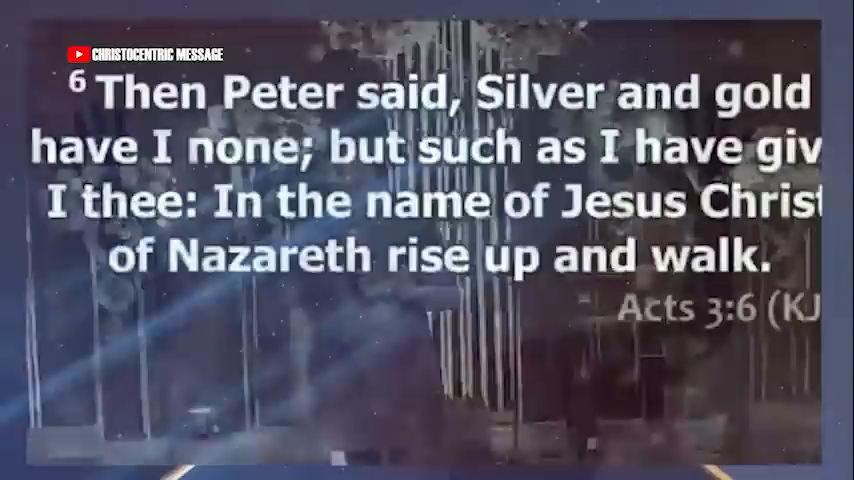 CHRISTOCENTRIC MESSAGE
6 Then Peter said, Silver and gold
have I none; but such as I have giv
I thee: In the name of Jesus Christ
of Nazareth rise up and walk.
Acts 3:6 (KJ